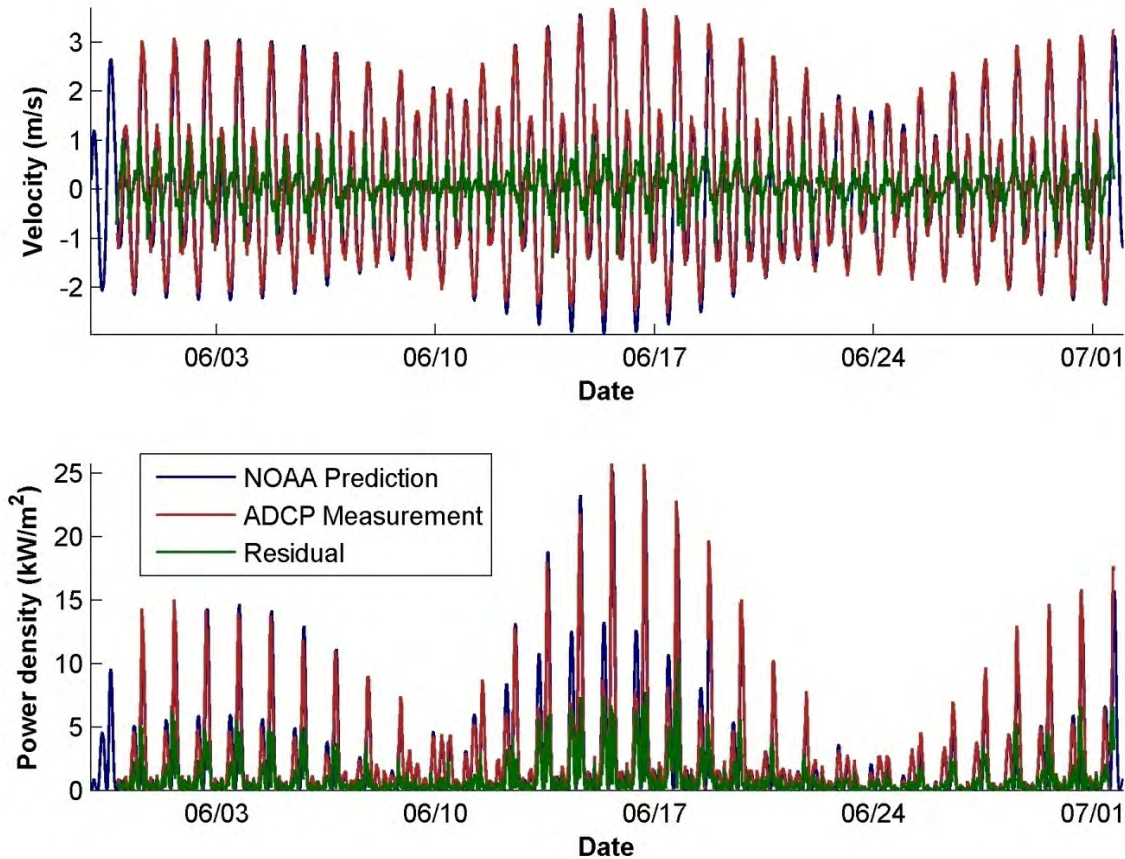 3
2
1
0
-1
-2
Velocity (m/s)
06/03 06/10 06/17 06/24 07/01
Date
25
20
15
10
5
0
Power density (kW/m²)
NOAA Prediction
ADCP Measurement
Residual
06/03 06/10 06/17 06/24 07/01
Date